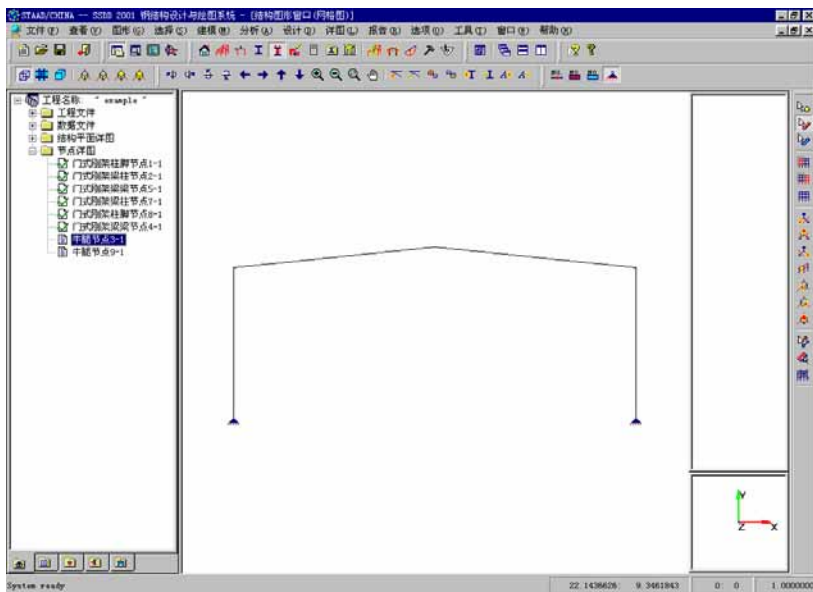 STAAD/CHINA -- SSDD 2001 钢结构设计与绘图系统 - [结构图形窗口(网格图)]
文件(F) 查看(V) 图形(G) 选择(S) 建模(M) 分析(A) 设计(D) 详图(L) 报告(R) 选项(O) 工具(T) 窗口(W) 帮助(H)
工程名称: " example "
工程文件
数据文件
结构平面详图
节点详图
门式刚架柱脚节点1-1
门式刚架梁柱节点2-1
门式刚架梁梁节点5-1
门式刚架梁柱节点7-1
门式刚架柱脚节点8-1
门式刚架梁梁节点4-1
牛腿节点3-1
牛腿节点9-1
Y
Z X
System ready 22.1436626: 9.3461843 0: 0 1.0000000